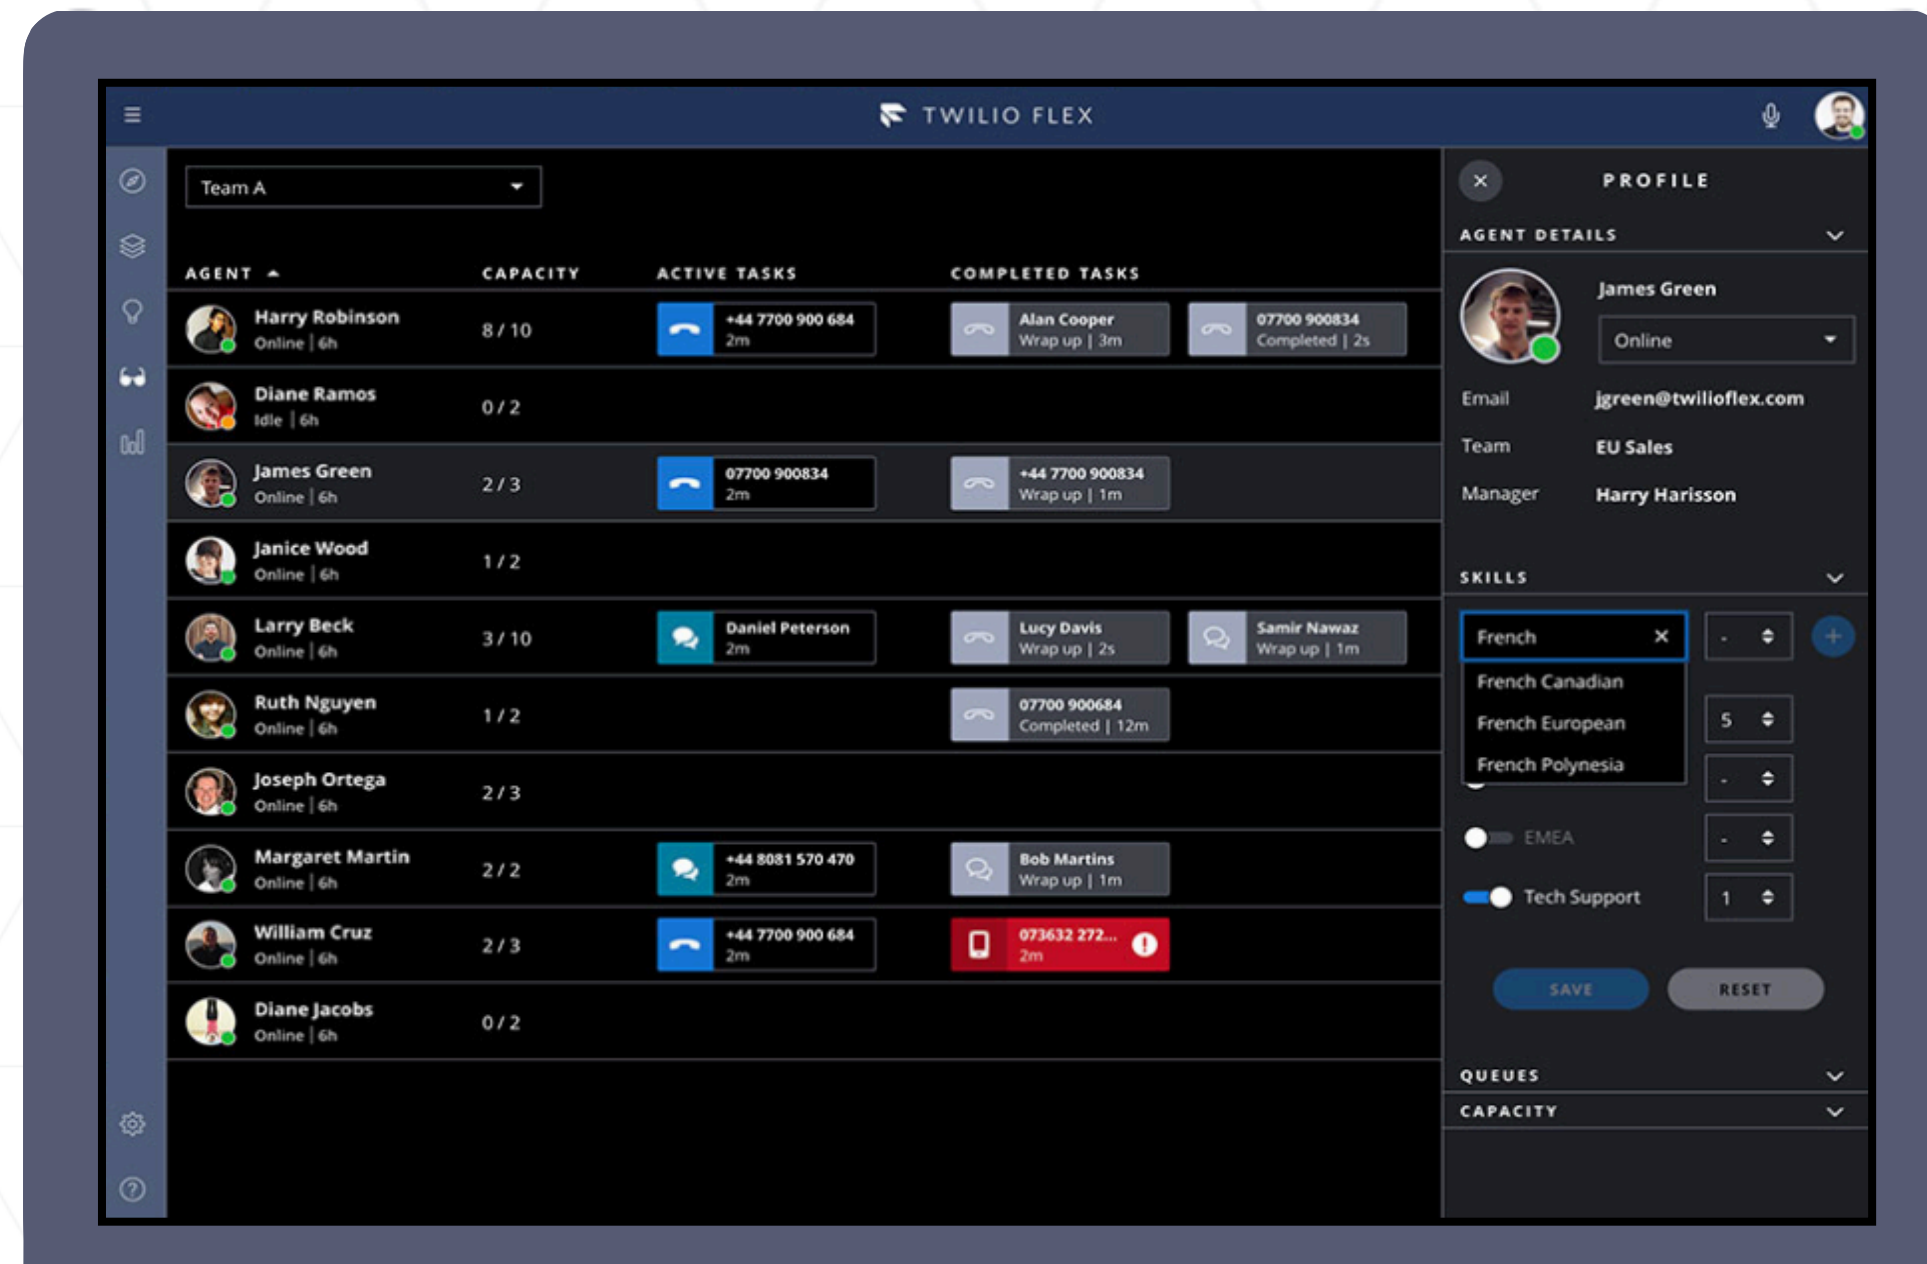 TWILIO FLEX
Team A
AGENT CAPACITY ACTIVE TASKS COMPLETED TASKS
Harry Robinson
Online | 6h
8 / 10
+44 7700 900 684
2m
Alan Cooper
Wrap up | 3m
07700 900834
Completed | 2s
Diane Ramos
Idle | 6h
0 / 2
James Green
Online | 6h
2 / 3
07700 900834
2m
+44 7700 900834
Wrap up | 1m
Janice Wood
Online | 6h
1 / 2
Larry Beck
Online | 6h
3 / 10
Daniel Peterson
2m
Lucy Davis
Wrap up | 2s
Samir Nawaz
Wrap up | 1m
Ruth Nguyen
Online | 6h
1 / 2
07700 900684
Completed | 12m
Joseph Ortega
Online | 6h
2 / 3
Margaret Martin
Online | 6h
2 / 2
+44 8081 570 470
2m
Bob Martins
Wrap up | 1m
William Cruz
Online | 6h
2 / 3
+44 7700 900 684
2m
073632 272...
2m
Diane Jacobs
Online | 6h
0 / 2
PROFILE
AGENT DETAILS
James Green
Online
Email jgreen@twilioflex.com
Team EU Sales
Manager Harry Harisson
SKILLS
French -
French Canadian
French European 5
French Polynesia -
EMEA -
Tech Support 1
SAVE RESET
QUEUES
CAPACITY